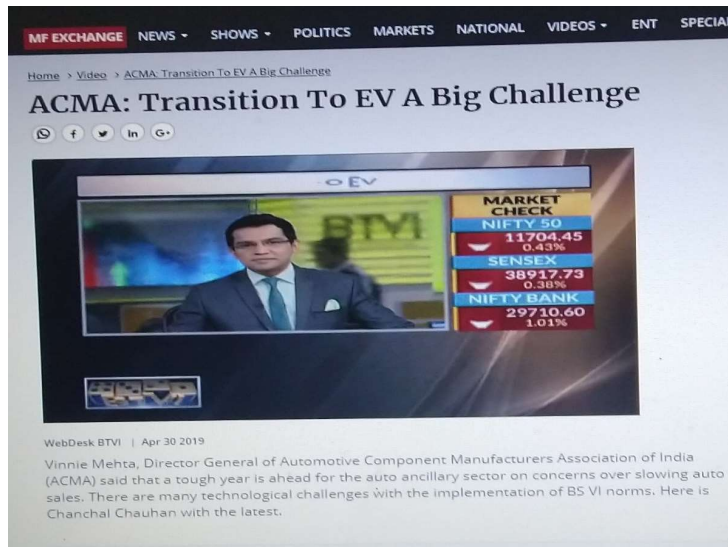 MF EXCHANGE NEWS SHOWS POLITICS MARKETS NATIONAL VIDEOS ENT SPECIAL
Home > Video > ACMA: Transition To EV A Big Challenge
ACMA: Transition To EV A Big Challenge
f in G+
EV
BTVI
MARKET
CHECK
NIFTY 50
11704.45
0.43%
SENSEX
38917.73
0.38%
NIFTY BANK
29710.60
1.01%
BTVI
WebDesk BTVI | Apr 30 2019
Vinnie Mehta, Director General of Automotive Component Manufacturers Association of India
(ACMA) said that a tough year is ahead for the auto ancillary sector on concerns over slowing auto
sales. There are many technological challenges with the implementation of BS VI norms. Here is
Chanchal Chauhan with the latest.